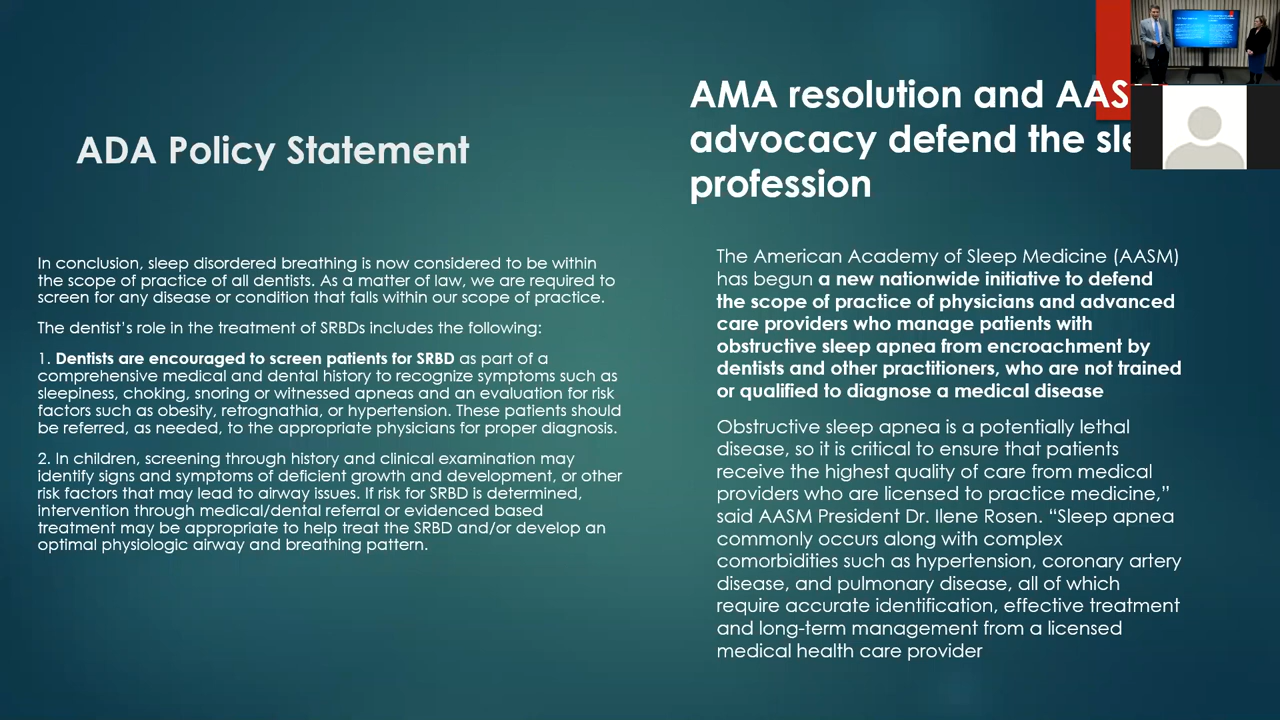 ADA Policy Statement
In conclusion, sleep disordered breathing is now considered to be within
the scope of practice of all dentists. As a matter of law, we are required to
screen for any disease or condition that falls within our scope of practice.
The dentist's role in the treatment of SRBDs includes the following:
1. Dentists are encouraged to screen patients for SRBD as part of a
comprehensive medical and dental history to recognize symptoms such as
sleepiness, choking, snoring or witnessed apneas and an evaluation for risk
factors such as obesity, retrognathia, or hypertension. These patients should
be referred, as needed, to the appropriate physicians for proper diagnosis.
2. In children, screening through history and clinical examination may
identify signs and symptoms of deficient growth and development, or other
risk factors that may lead to airway issues. If risk for SRBD is determined,
intervention through medical/dental referral or evidenced based
treatment may be appropriate to help treat the SRBD and/or develop an
optimal physiologic airway and breathing pattern.
AMA resolution and AAS
advocacy defend the sle
profession
The American Academy of Sleep Medicine (AASM)
has begun a new nationwide initiative to defend
the scope of practice of physicians and advanced
care providers who manage patients with
obstructive sleep apnea from encroachment by
dentists and other practitioners, who are not trained
or qualified to diagnose a medical disease
Obstructive sleep apnea is a potentially lethal
disease, so it is critical to ensure that patients
receive the highest quality of care from medical
providers who are licensed to practice medicine,”
said AASM President Dr. Ilene Rosen. “Sleep apnea
commonly occurs along with complex
comorbidities such as hypertension, coronary artery
disease, and pulmonary disease, all of which
require accurate identification, effective treatment
and long-term management from a licensed
medical health care provider